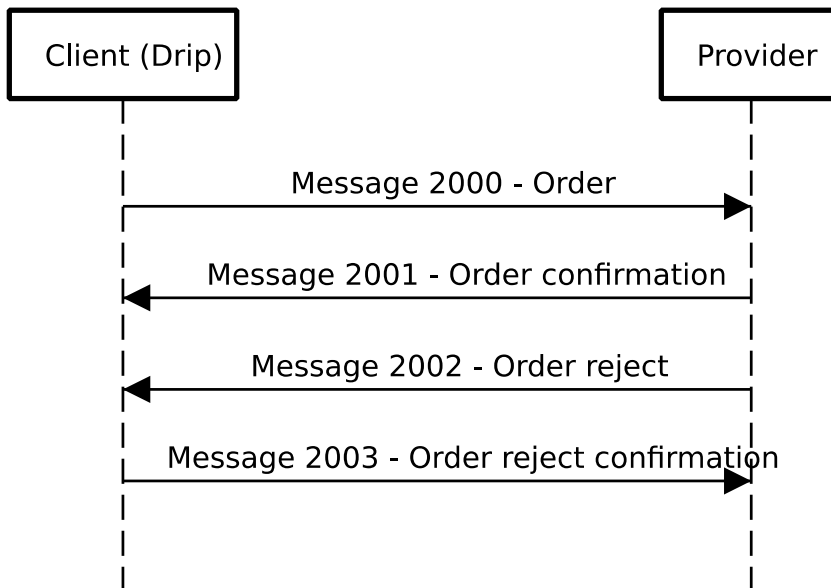 Client (Drip)
Provider
Message 2000 - Order
Message 2001 - Order confirmation
Message 2002 - Order reject
Message 2003 - Order reject confirmation